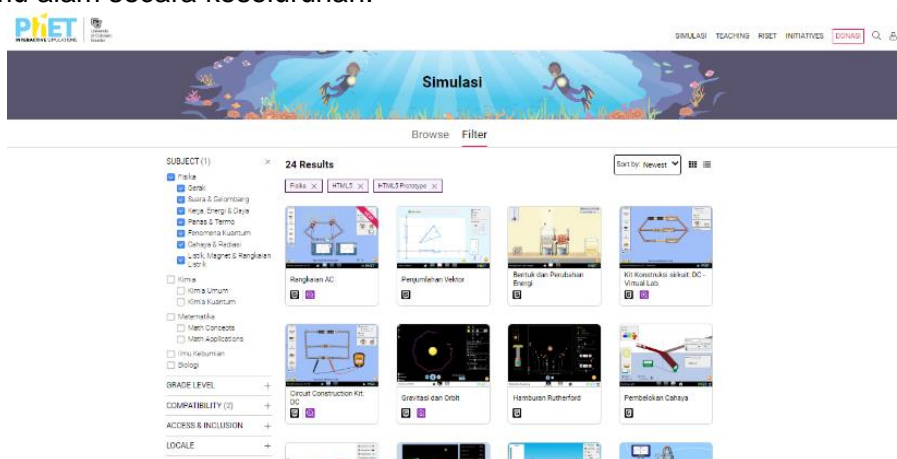 alam secara keseluruhan.
PhET
INTERACTIVE SIMULATIONS
SIMULASI TEACHING RISET INITIATIVES DONASI
Simulasi
Browse Filter
SUBJECT (1) ×
Fisika
Gerak
Suara & Gelombang
Kerja, Energi & Daya
Panas & Termo
Fenomena Kuantum
Cahaya & Radiasi
Listrik, Magnet & Rangkaian
Listrik
Kimia
Kimia Umum
Kimia Kuantum
Matematika
Math Concepts
Math Applications
Ilmu Kebumian
Biologi
GRADE LEVEL +
COMPATIBILITY (2) +
ACCESS & INCLUSION +
LOCALE +
24 Results
Sort by: Newest
Fisika × HTML5 × HTML5 Prototype ×
Rangkaian AC
Penjumlahan Vektor
Bentuk dan Perubahan
Energi
Kit Konstruksi sirkuit: DC -
Virtual Lab
Circuit Construction Kit:
DC
Gravitasi dan Orbit
Hamburan Rutherford
Pembelokan Cahaya